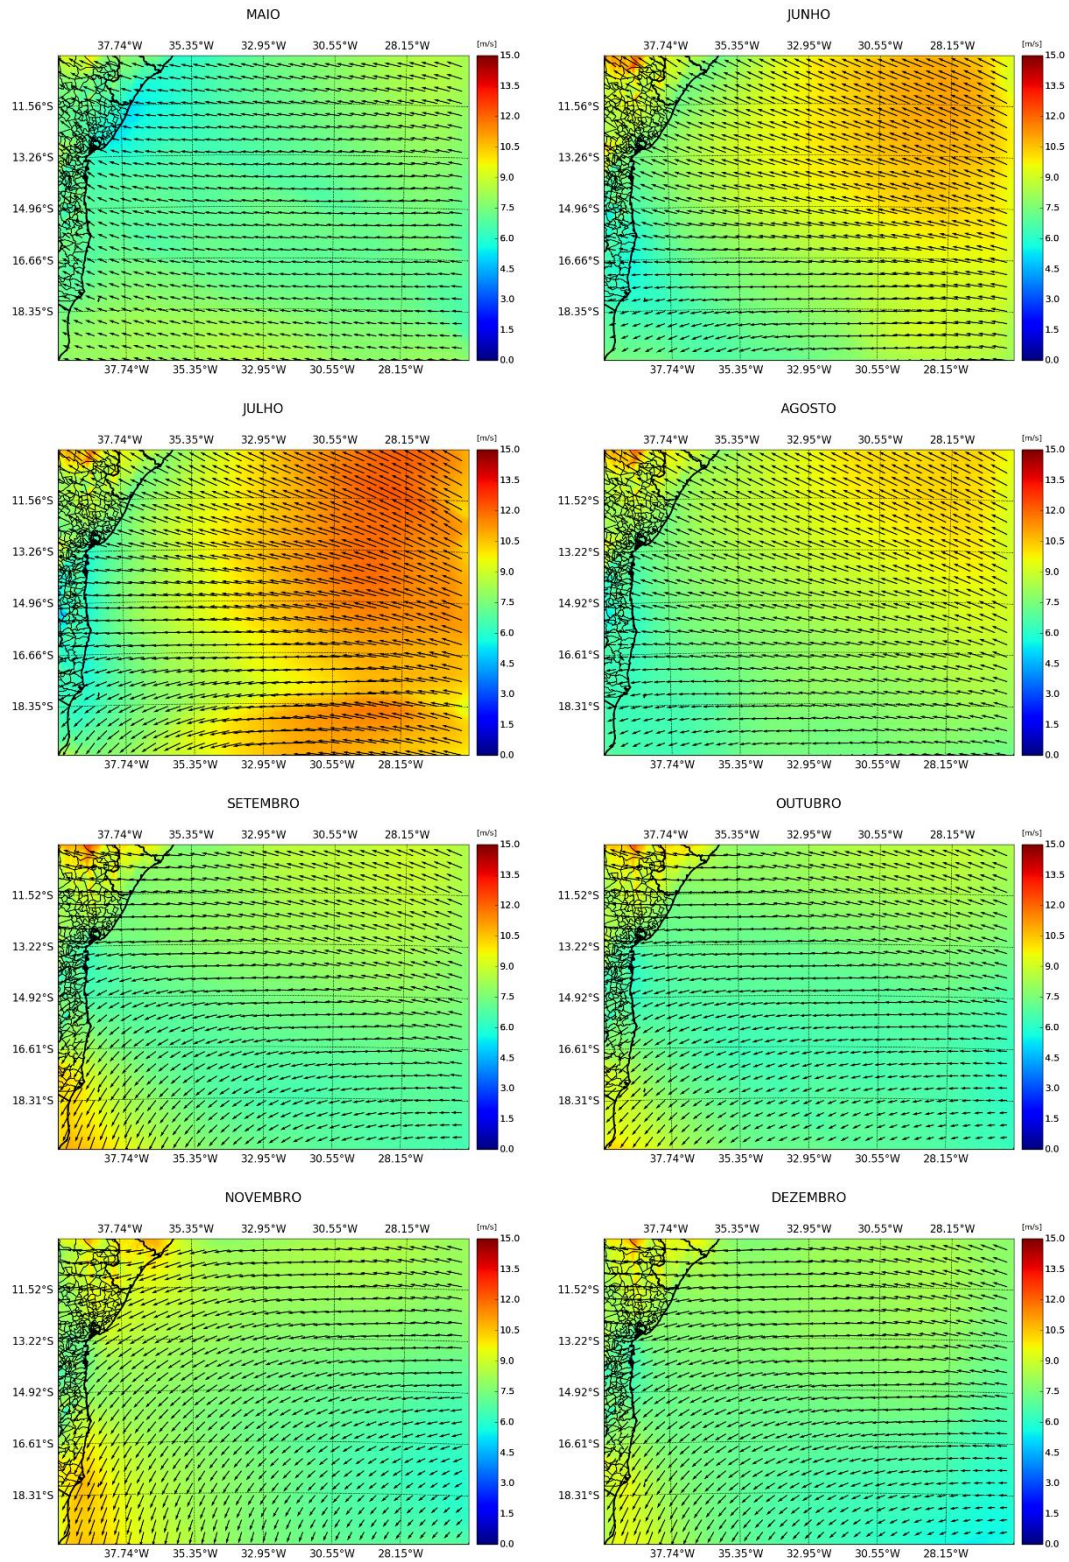 MAIO
JUNHO
37.74°W 35.35°W 32.95°W 30.55°W 28.15°W [m/s]
37.74°W 35.35°W 32.95°W 30.55°W 28.15°W [m/s]
11.56°S
13.26°S
14.96°S
16.66°S
18.35°S
15.0
13.5
12.0
10.5
9.0
7.5
6.0
4.5
3.0
1.5
0.0
11.56°S
13.26°S
14.96°S
16.66°S
18.35°S
15.0
13.5
12.0
10.5
9.0
7.5
6.0
4.5
3.0
1.5
0.0
37.74°W 35.35°W 32.95°W 30.55°W 28.15°W
37.74°W 35.35°W 32.95°W 30.55°W 28.15°W
JULHO
AGOSTO
37.74°W 35.35°W 32.95°W 30.55°W 28.15°W [m/s]
37.74°W 35.35°W 32.95°W 30.55°W 28.15°W [m/s]
11.56°S
13.26°S
14.96°S
16.66°S
18.35°S
15.0
13.5
12.0
10.5
9.0
7.5
6.0
4.5
3.0
1.5
0.0
11.52°S
13.22°S
14.92°S
16.61°S
18.31°S
15.0
13.5
12.0
10.5
9.0
7.5
6.0
4.5
3.0
1.5
0.0
37.74°W 35.35°W 32.95°W 30.55°W 28.15°W
37.74°W 35.35°W 32.95°W 30.55°W 28.15°W
SETEMBRO
OUTUBRO
37.74°W 35.35°W 32.95°W 30.55°W 28.15°W [m/s]
37.74°W 35.35°W 32.95°W 30.55°W 28.15°W [m/s]
11.52°S
13.22°S
14.92°S
16.61°S
18.31°S
15.0
13.5
12.0
10.5
9.0
7.5
6.0
4.5
3.0
1.5
0.0
11.52°S
13.22°S
14.92°S
16.61°S
18.31°S
15.0
13.5
12.0
10.5
9.0
7.5
6.0
4.5
3.0
1.5
0.0
37.74°W 35.35°W 32.95°W 30.55°W 28.15°W
37.74°W 35.35°W 32.95°W 30.55°W 28.15°W
NOVEMBRO
DEZEMBRO
37.74°W 35.35°W 32.95°W 30.55°W 28.15°W [m/s]
37.74°W 35.35°W 32.95°W 30.55°W 28.15°W [m/s]
11.52°S
13.22°S
14.92°S
16.61°S
18.31°S
15.0
13.5
12.0
10.5
9.0
7.5
6.0
4.5
3.0
1.5
0.0
11.52°S
13.22°S
14.92°S
16.61°S
18.31°S
15.0
13.5
12.0
10.5
9.0
7.5
6.0
4.5
3.0
1.5
0.0
37.74°W 35.35°W 32.95°W 30.55°W 28.15°W
37.74°W 35.35°W 32.95°W 30.55°W 28.15°W